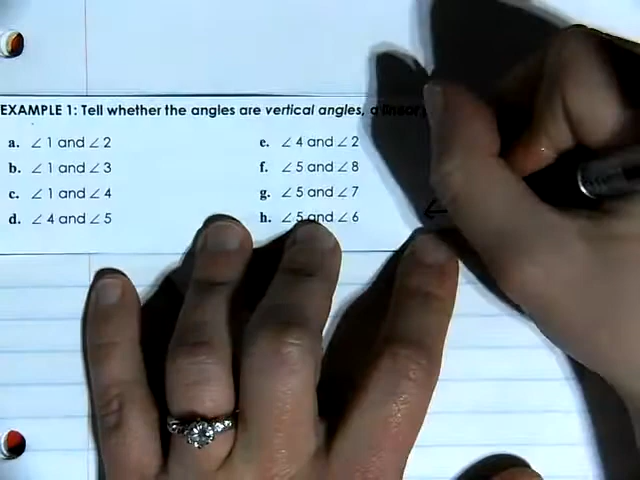 EXAMPLE 1: Tell whether the angles are vertical angles, a linear
a. ∠1 and ∠2
b. ∠1 and ∠3
c. ∠1 and ∠4
d. ∠4 and ∠5
e. ∠4 and ∠2
f. ∠5 and ∠8
g. ∠5 and ∠7
h. ∠5 and ∠6